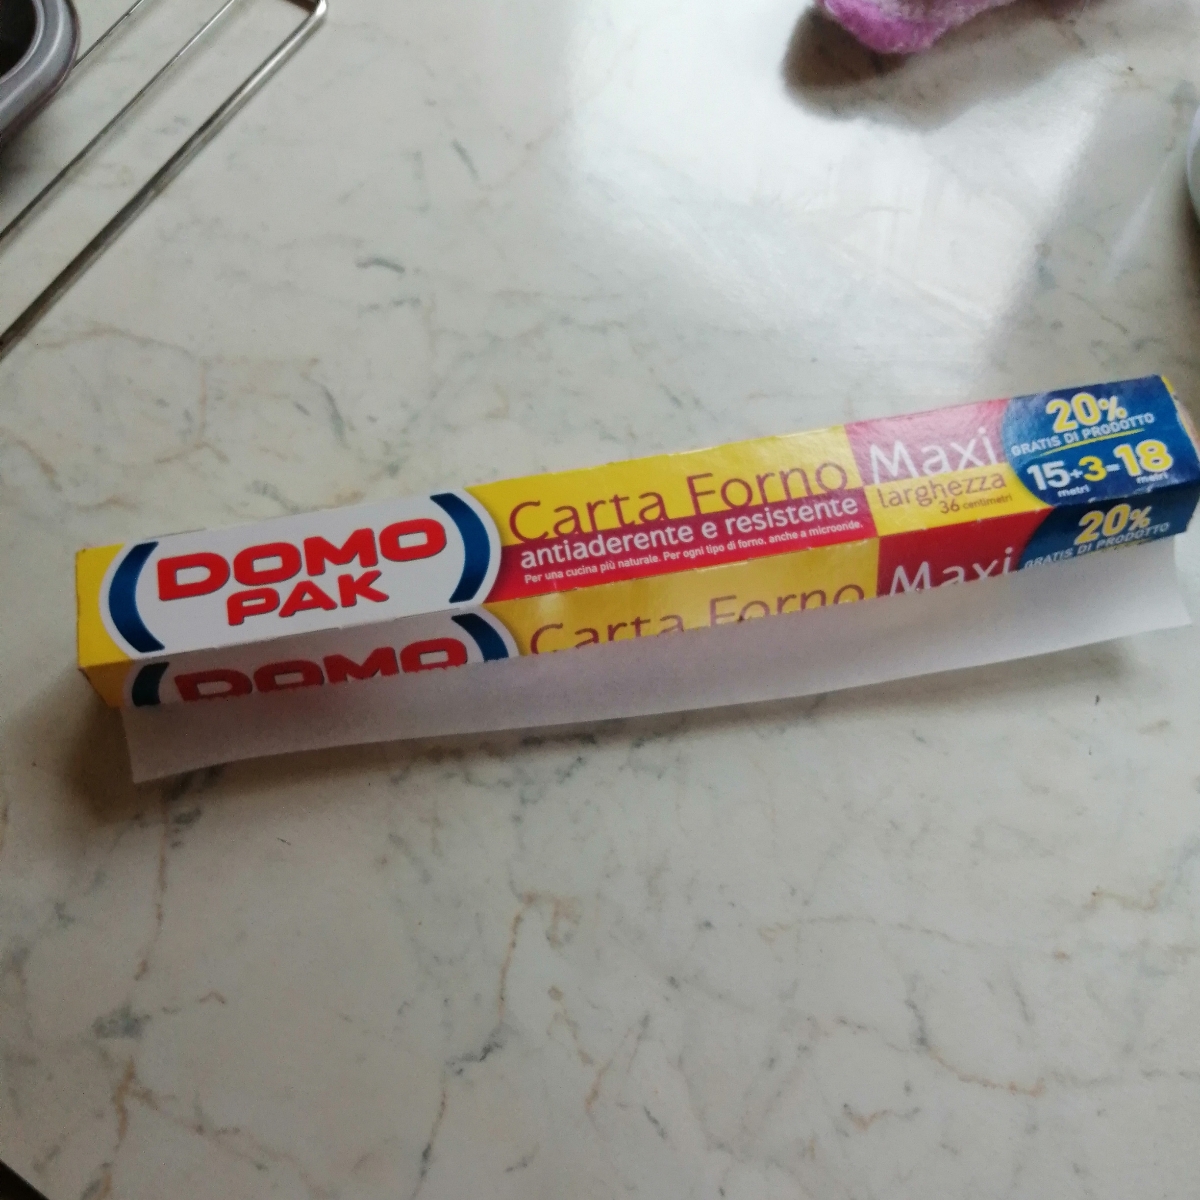 DOMO
PAK
Carta Forno
antiaderente e resistente
Per una cucina più naturale. Per ogni tipo di forno, anche a microonde.
Maxi
larghezza
36 centimetri
20%
GRATIS DI PRODOTTO
15+3=18
metri metri
DOMO
Carta Forno
Maxi
20%
GRATIS DI PRODOTTO